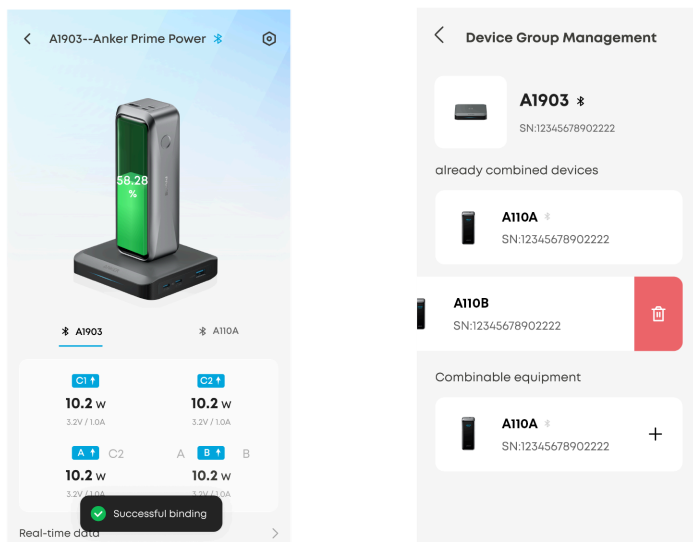 A1903--Anker Prime Power
58.28
%
A1903
A110A
C1
C2
10.2 W
10.2 W
3.2V / 1.0A
3.2V / 1.0A
A
C2
A
B
B
10.2 W
10.2 W
3.2V / 1.0A
3.2V / 1.0A
Successful binding
Real-time data
Device Group Management
A1903
SN:12345678902222
already combined devices
A110A
SN:12345678902222
A110B
SN:12345678902222
Combinable equipment
A110A
SN:12345678902222